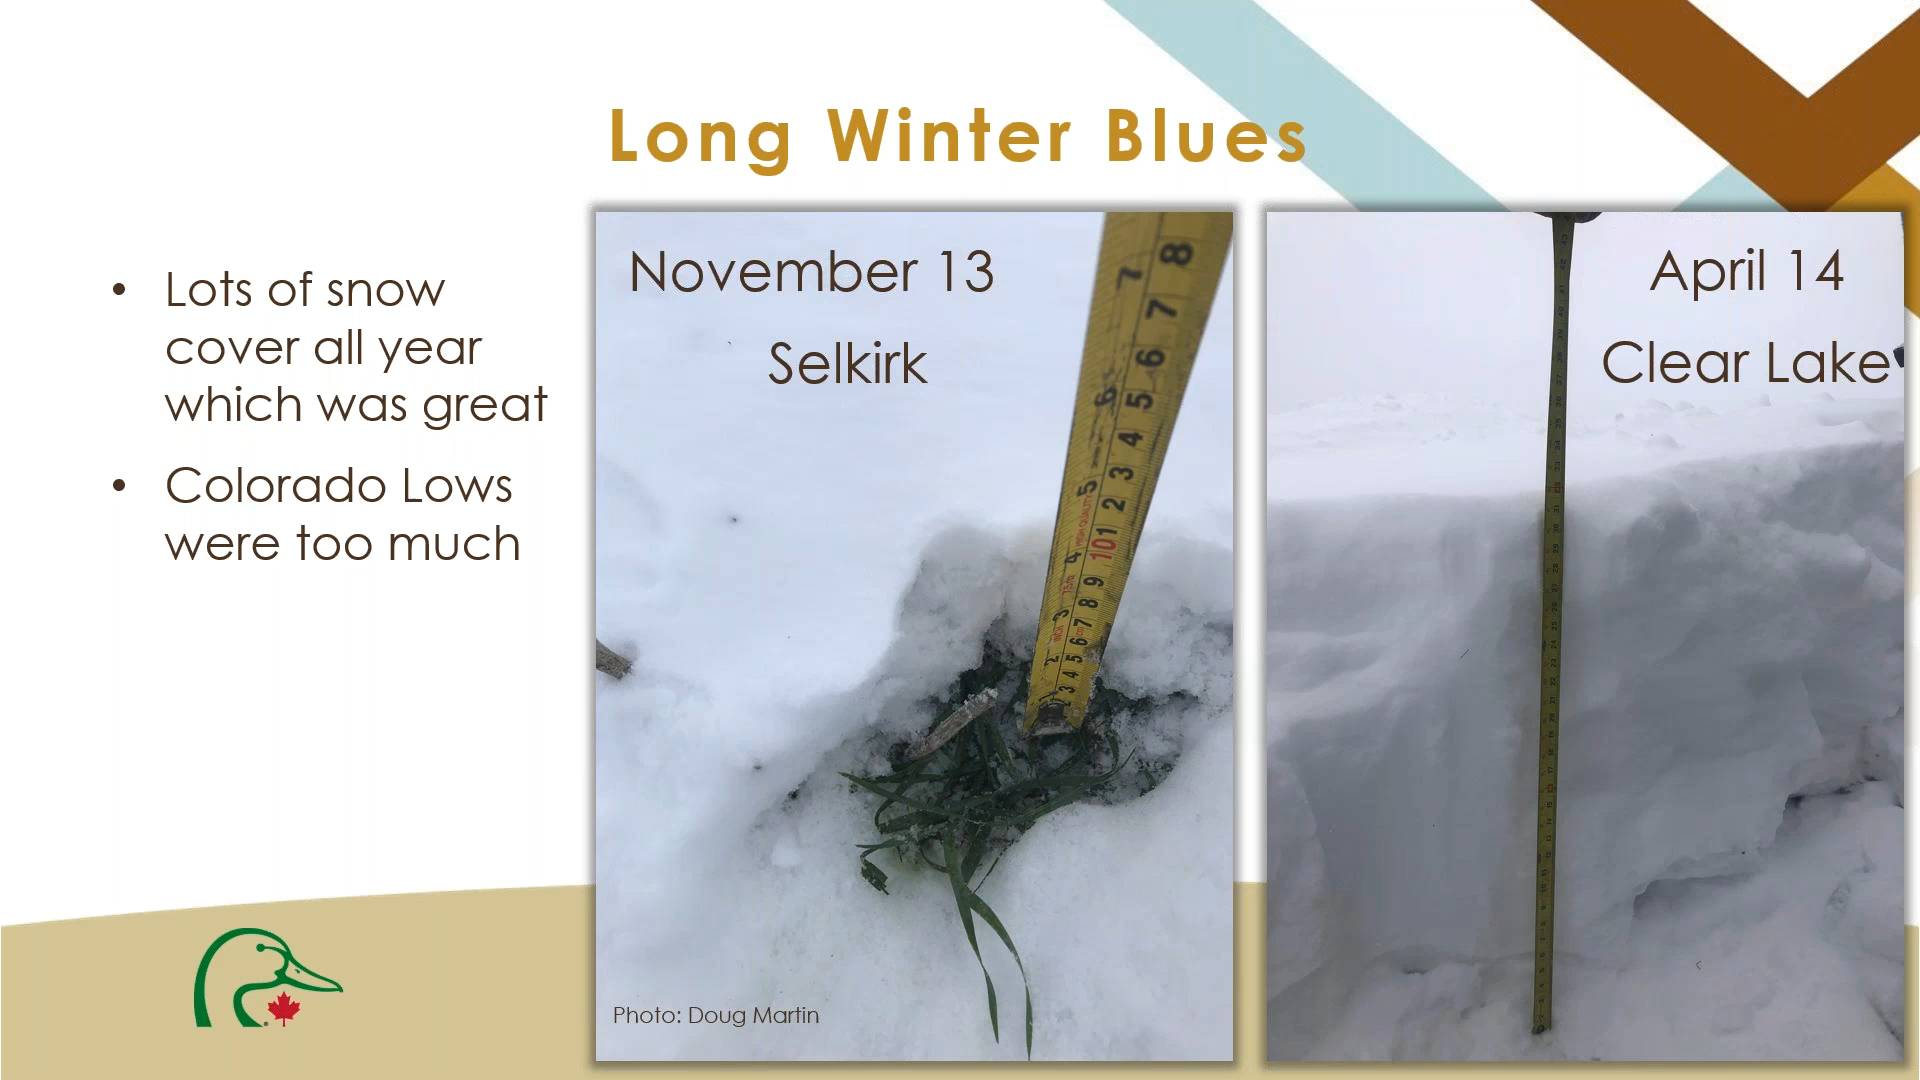 Long Winter Blues
• Lots of snow
cover all year
which was great
• Colorado Lows
were too much
November 13
Selkirk
Photo: Doug Martin
April 14
Clear Lake